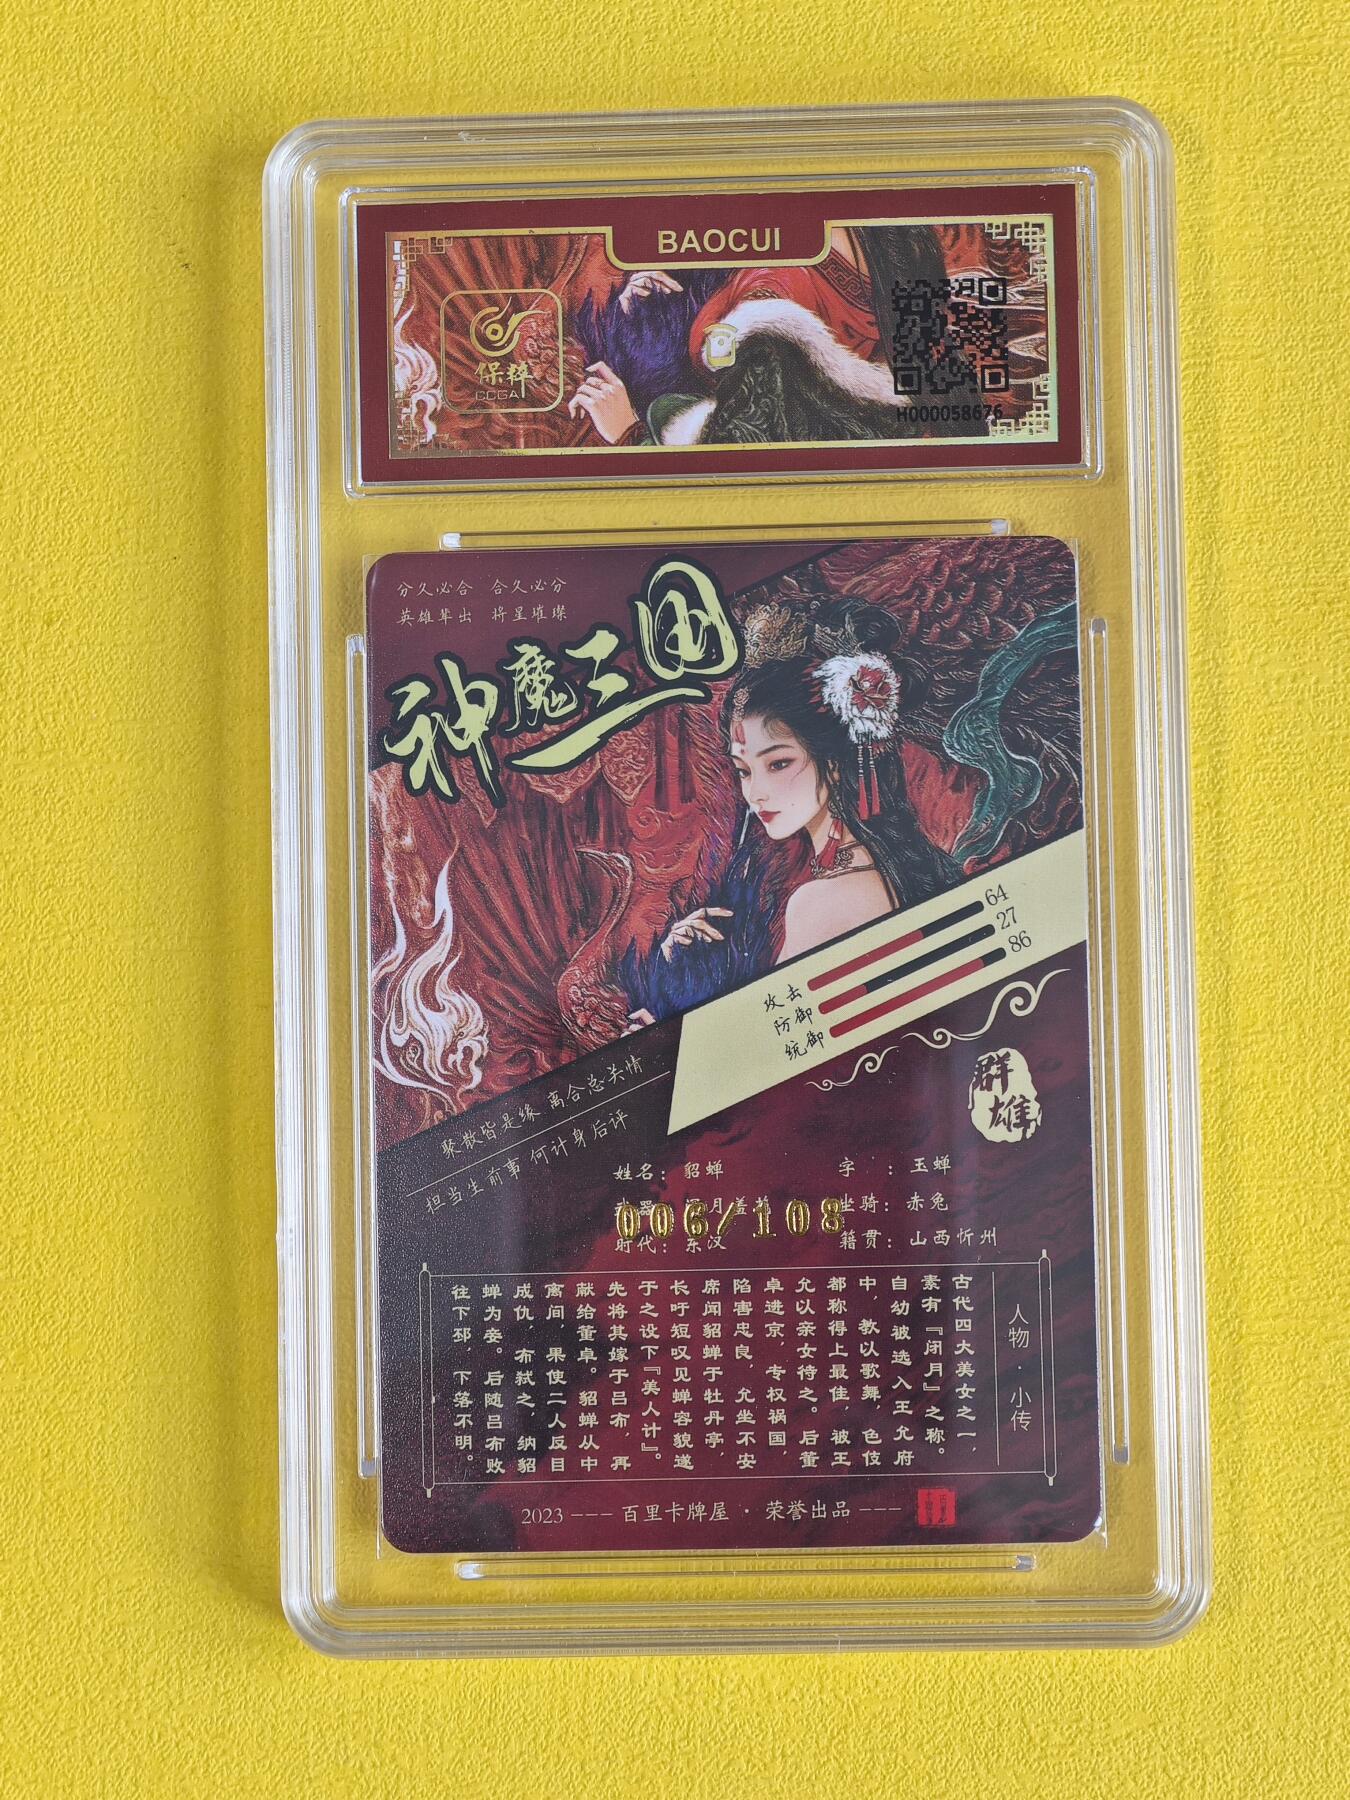 BAOCUI
保粹
CCGA
H000058676
分久必合 合久必分
英雄辈出 将星璀璨
神魔三国
64
27
86
攻击
防御
统御
群雄
聚散皆是缘 离合总关情
担当生前事 何计身后评
姓名：貂蝉 字：玉蝉
坐骑：赤兔
006/108
时代：东汉 籍贯：山西忻州
人物·小传
古代四大美女之一，
素有『闭月』之称。
自幼被选入王允府
中，教以歌舞，色伎
都称得上最佳，被王
允以亲女待之。后董
卓进京，专权祸国，
陷害忠良，允坐不安
席闻貂蝉于牡丹亭，
长吁短叹见蝉容貌遂
于之设下『美人计』。
先将其嫁于吕布，再
献给董卓。貂蝉从中
离间，果使二人反目
成仇，布弑之，纳貂
蝉为妾。后随吕布败
往下邳，下落不明。
2023 --- 百里卡牌屋 · 荣誉出品 ---